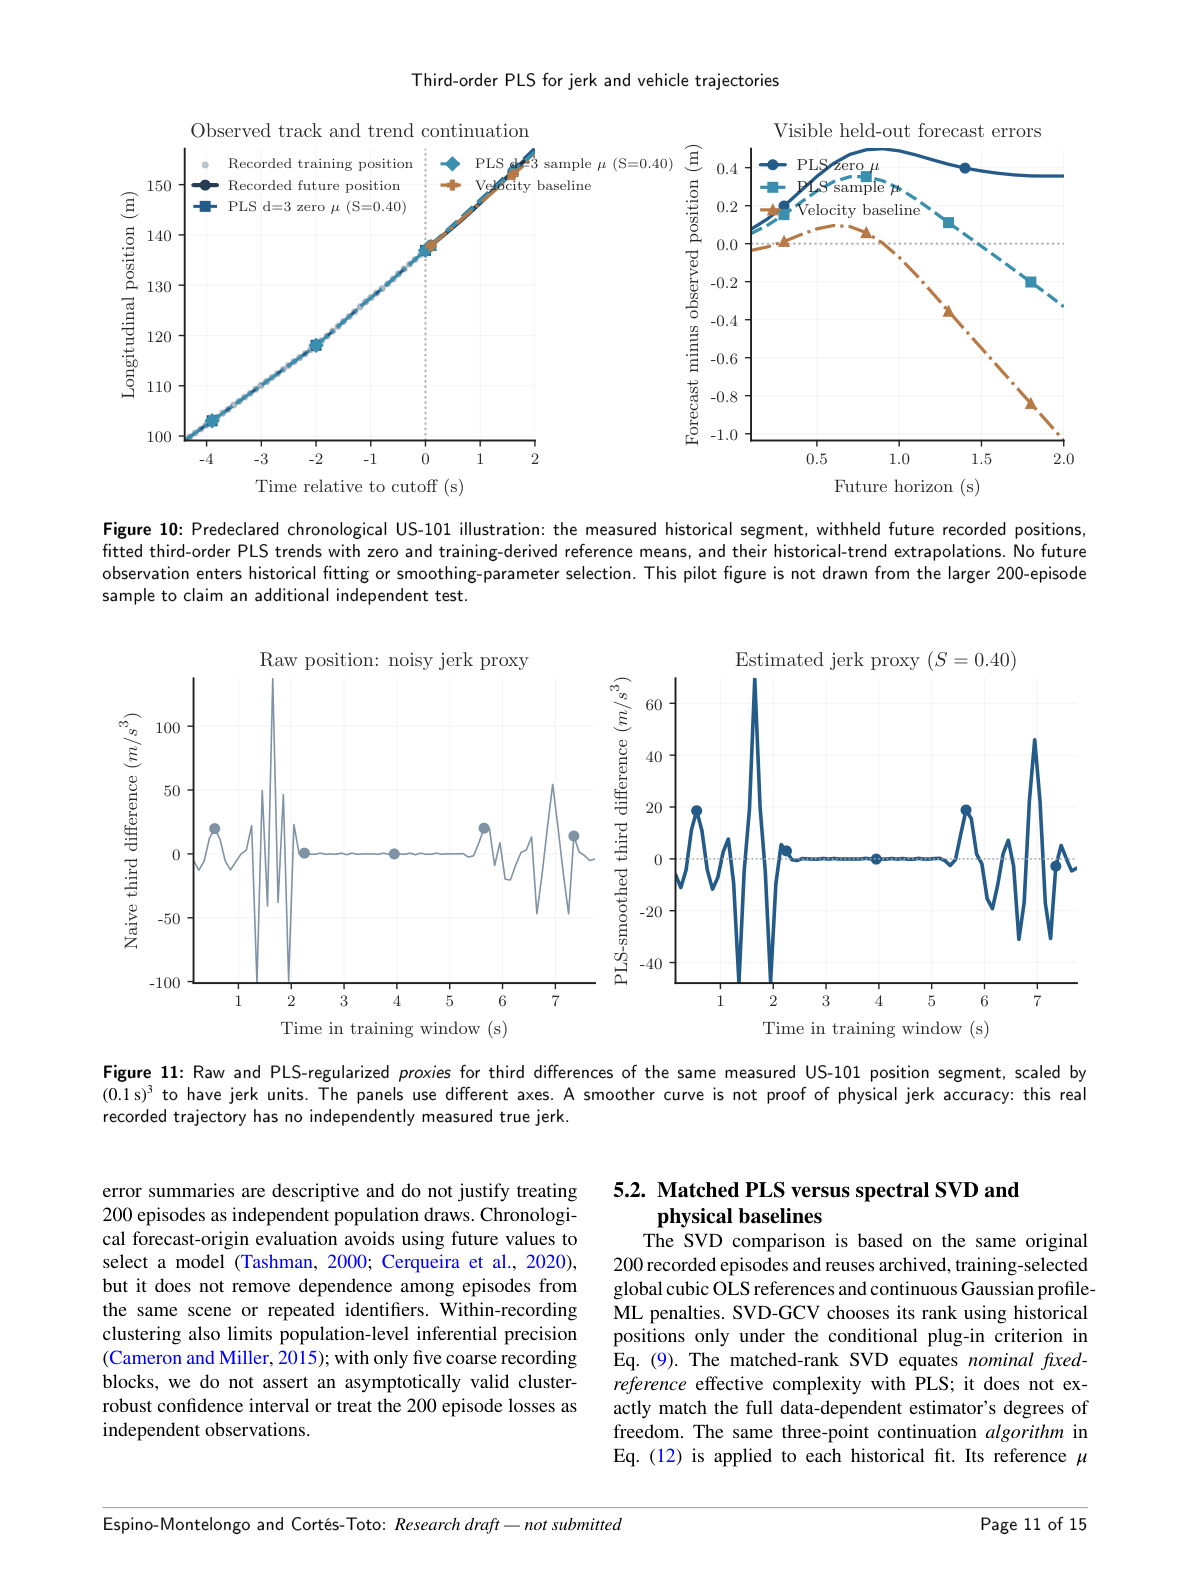 Third-order PLS for jerk and vehicle trajectories
Observed track and trend continuation
Recorded training position
Recorded future position
PLS d=3 zero μ (S=0.40)
PLS d=3 sample μ (S=0.40)
Velocity baseline
Longitudinal position (m)
150
140
130
120
110
100
-4 -3 -2 -1 0 1 2
Time relative to cutoff (s)
Visible held-out forecast errors
PLS zero μ
PLS sample μ
Velocity baseline
Forecast minus observed position (m)
0.4
0.2
0.0
-0.2
-0.4
-0.6
-0.8
-1.0
0.5 1.0 1.5 2.0
Future horizon (s)
Figure 10: Predeclared chronological US-101 illustration: the measured historical segment, withheld future recorded positions,
fitted third-order PLS trends with zero and training-derived reference means, and their historical-trend extrapolations. No future
observation enters historical fitting or smoothing-parameter selection. This pilot figure is not drawn from the larger 200-episode
sample to claim an additional independent test.
Raw position: noisy jerk proxy
Naive third difference (m/s³)
100
50
0
-50
-100
1 2 3 4 5 6 7
Time in training window (s)
Estimated jerk proxy (S = 0.40)
PLS-smoothed third difference (m/s³)
60
40
20
0
-20
-40
1 2 3 4 5 6 7
Time in training window (s)
Figure 11: Raw and PLS-regularized proxies for third differences of the same measured US-101 position segment, scaled by
(0.1 s)³ to have jerk units. The panels use different axes. A smoother curve is not proof of physical jerk accuracy: this real
recorded trajectory has no independently measured true jerk.
error summaries are descriptive and do not justify treating
200 episodes as independent population draws. Chronologi-
cal forecast-origin evaluation avoids using future values to
select a model (Tashman, 2000; Cerqueira et al., 2020),
but it does not remove dependence among episodes from
the same scene or repeated identifiers. Within-recording
clustering also limits population-level inferential precision
(Cameron and Miller, 2015); with only five coarse recording
blocks, we do not assert an asymptotically valid cluster-
robust confidence interval or treat the 200 episode losses as
independent observations.
5.2. Matched PLS versus spectral SVD and
physical baselines
The SVD comparison is based on the same original
200 recorded episodes and reuses archived, training-selected
global cubic OLS references and continuous Gaussian profile-
ML penalties. SVD-GCV chooses its rank using historical
positions only under the conditional plug-in criterion in
Eq. (9). The matched-rank SVD equates nominal fixed-
reference effective complexity with PLS; it does not ex-
actly match the full data-dependent estimator's degrees of
freedom. The same three-point continuation algorithm in
Eq. (12) is applied to each historical fit. Its reference μ
Espino-Montelongo and Cortés-Toto: Research draft — not submitted
Page 11 of 15